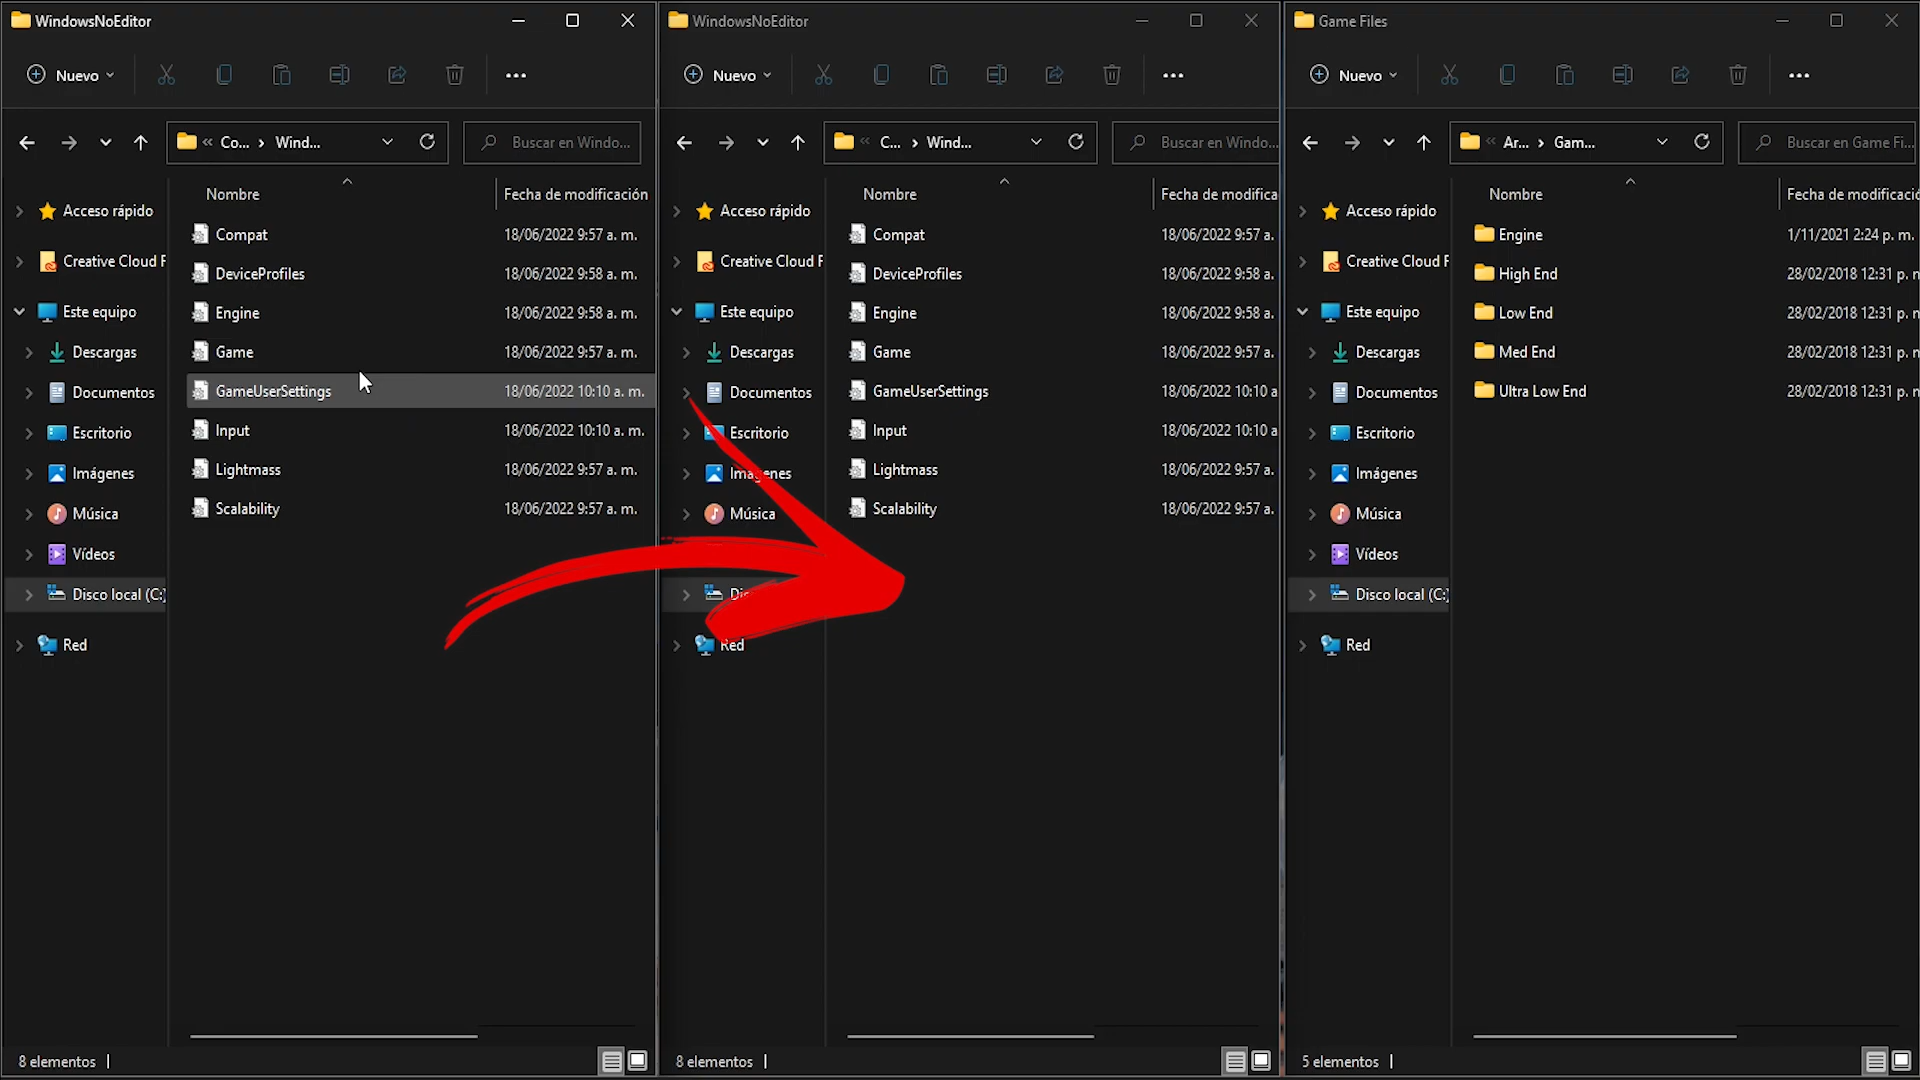 WindowsNoEditor
Nuevo
Co... Wind...
Buscar en Windo...
Nombre
Fecha de modificación
Acceso rápido
Creative Cloud F
Este equipo
Descargas
Documentos
Escritorio
Imágenes
Música
Vídeos
Disco local (C:)
Red
Compat 18/06/2022 9:57 a. m.
DeviceProfiles 18/06/2022 9:58 a. m.
Engine 18/06/2022 9:58 a. m.
Game 18/06/2022 9:57 a. m.
GameUserSettings 18/06/2022 10:10 a. m.
Input 18/06/2022 10:10 a. m.
Lightmass 18/06/2022 9:57 a. m.
Scalability 18/06/2022 9:57 a. m.
8 elementos
WindowsNoEditor
Nuevo
C... Wind...
Buscar en Windo...
Nombre
Fecha de modifica
Acceso rápido
Creative Cloud F
Este equipo
Descargas
Documentos
Escritorio
Imágenes
Música
Red
Compat 18/06/2022 9:57 a.
DeviceProfiles 18/06/2022 9:58 a.
Engine 18/06/2022 9:58 a.
Game 18/06/2022 9:57 a.
GameUserSettings 18/06/2022 10:10 a
Input 18/06/2022 10:10 a
Lightmass 18/06/2022 9:57 a.
Scalability 18/06/2022 9:57 a.
8 elementos
Game Files
Nuevo
Ar... Gam...
Buscar en Game Fi...
Nombre
Fecha de modificació
Acceso rápido
Creative Cloud F
Este equipo
Descargas
Documentos
Escritorio
Imágenes
Música
Vídeos
Disco local (C:)
Red
Engine 1/11/2021 2:24 p. m.
High End 28/02/2018 12:31 p. n
Low End 28/02/2018 12:31 p. n
Med End 28/02/2018 12:31 p. n
Ultra Low End 28/02/2018 12:31 p. n
5 elementos